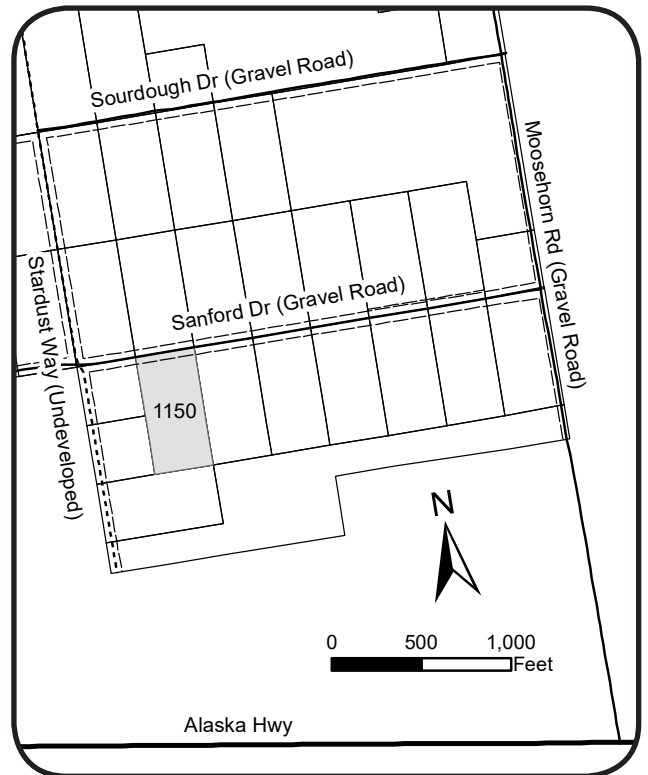 Sourdough Dr (Gravel Road)
Moosehorn Rd (Gravel Road)
Stardust Way (Undeveloped)
Sanford Dr (Gravel Road)
1150
N
0 500 1,000
Feet
Alaska Hwy